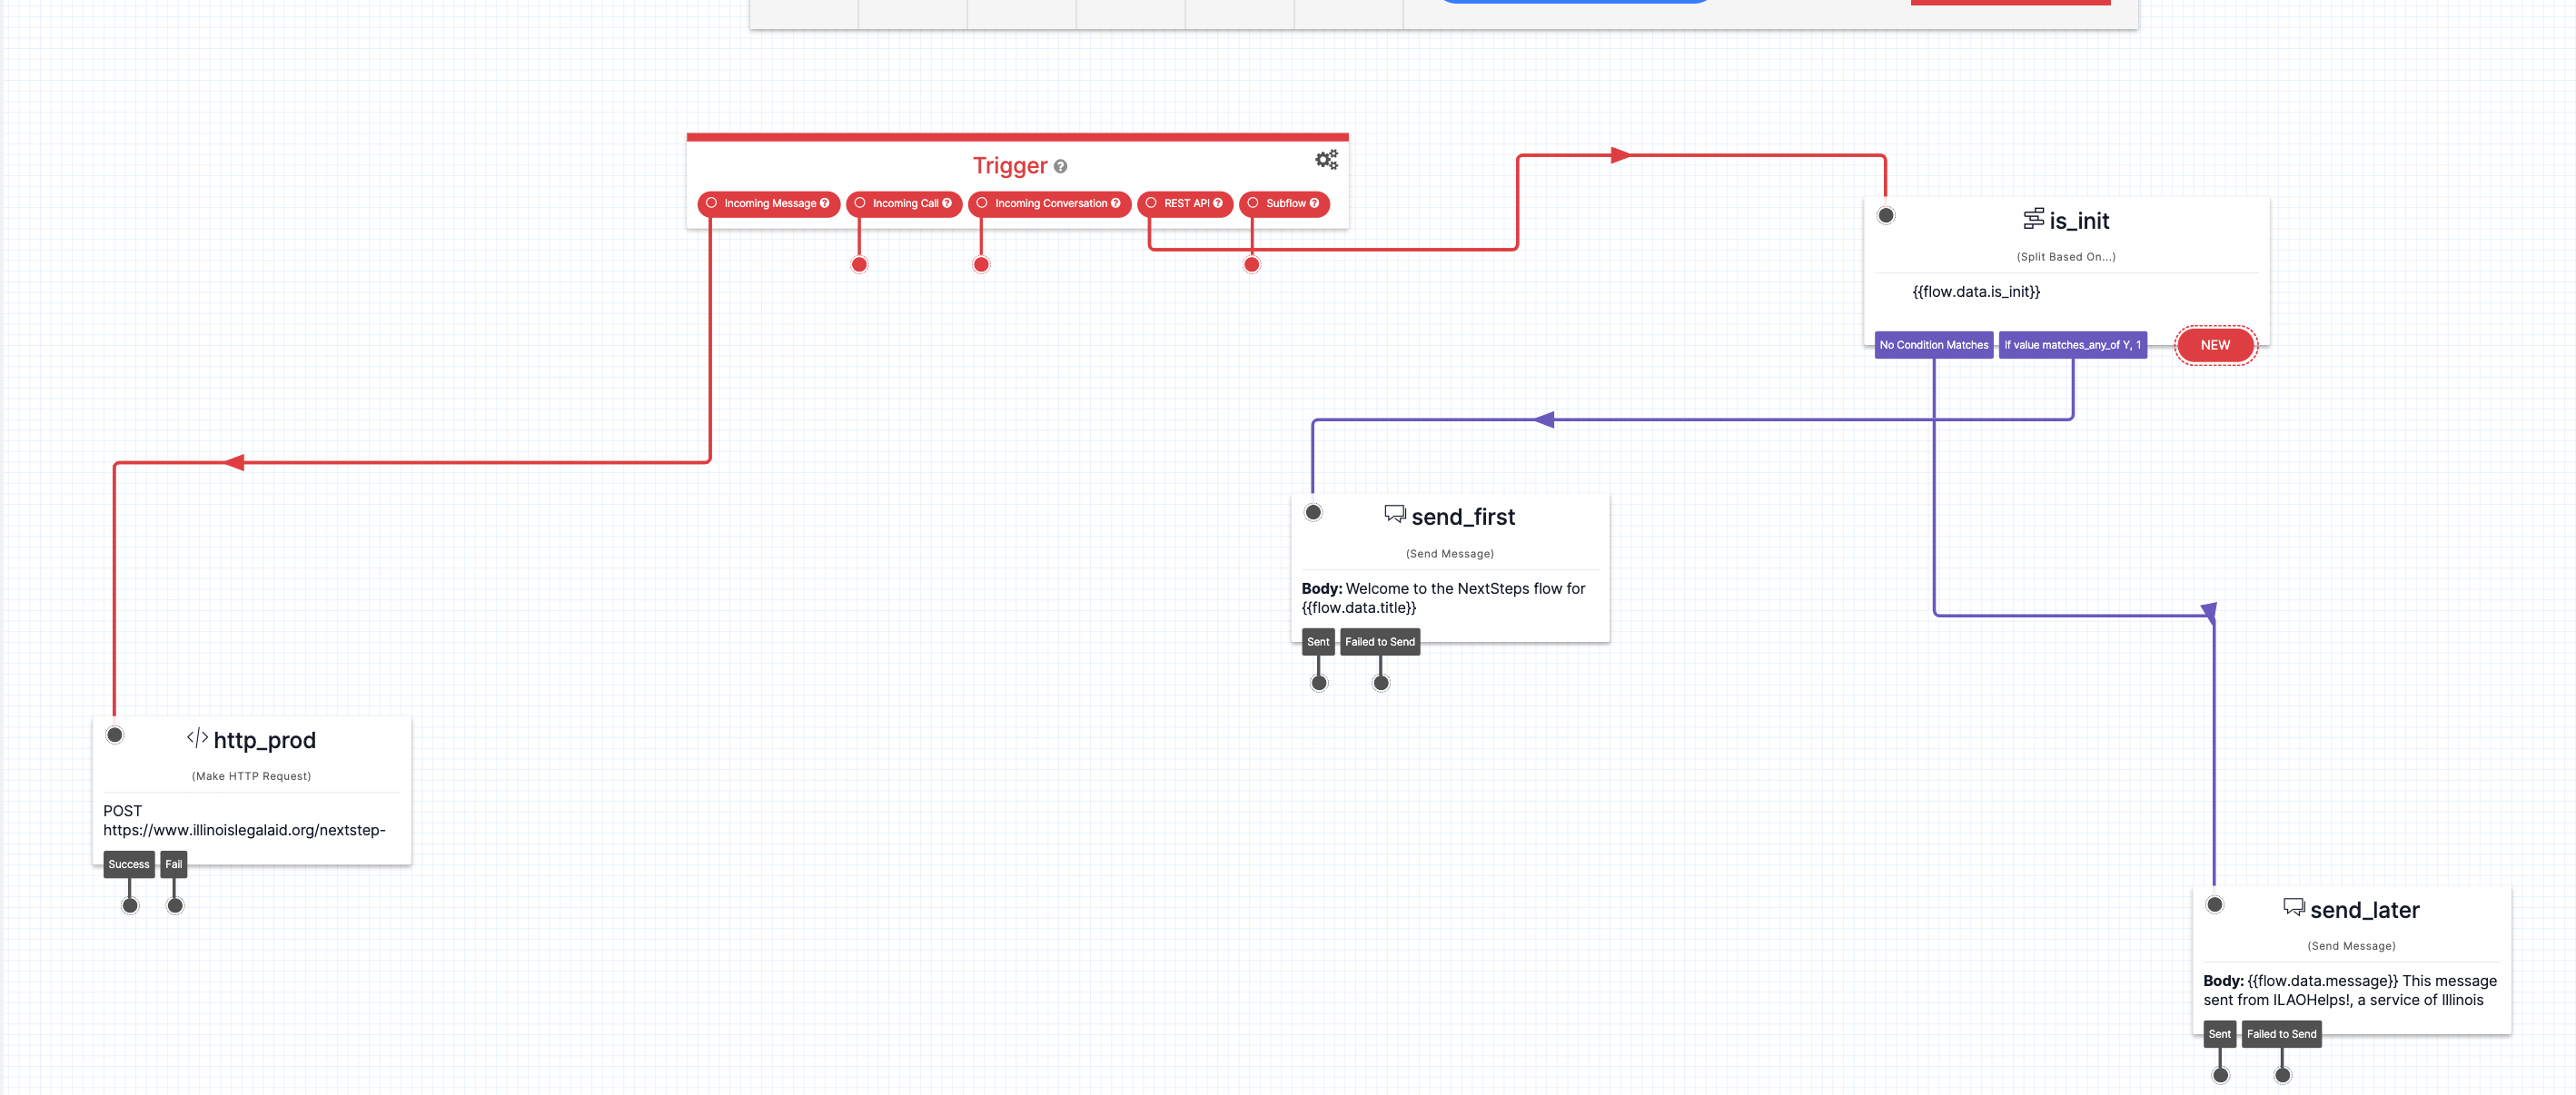 Trigger ?
Incoming Message ?
Incoming Call ?
Incoming Conversation ?
REST API ?
Subflow ?
is_init
(Split Based On...)
{{flow.data.is_init}}
No Condition Matches
If value matches_any_of Y, 1
NEW
send_first
(Send Message)
Body: Welcome to the NextSteps flow for
{{flow.data.title}}
Sent
Failed to Send
</> http_prod
(Make HTTP Request)
POST
https://www.illinoislegalaid.org/nextstep-
Success
Fail
send_later
(Send Message)
Body: {{flow.data.message}} This message
sent from ILAOHelps!, a service of Illinois
Sent
Failed to Send